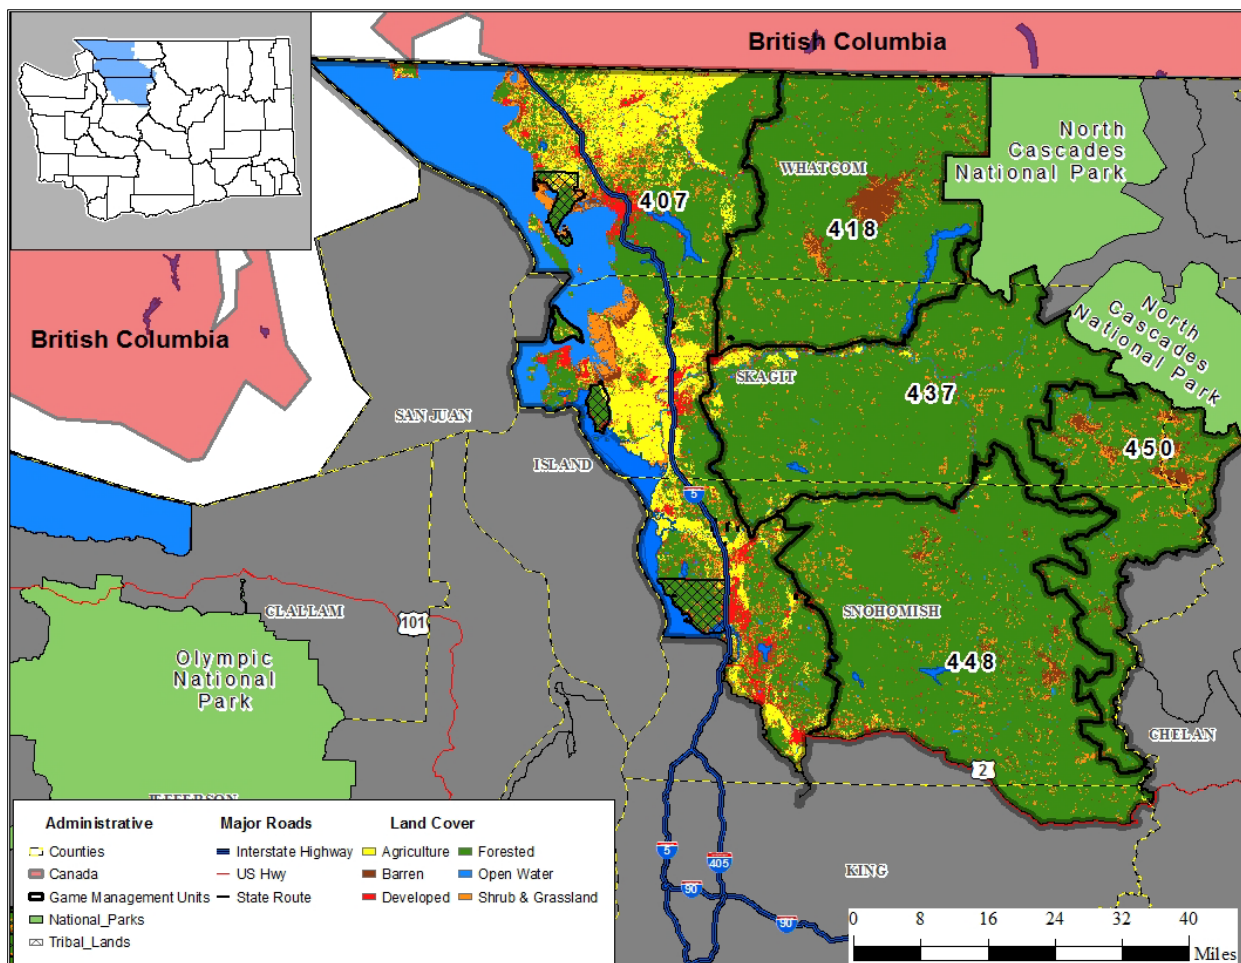 British Columbia
North
Cascades
National Park
WHATCOM
407
418
North
Cascades
National Park
British Columbia
SKAGIT
437
SAN JUAN
450
ISLAND
5
CLALLAM
101
SNOHOMISH
Olympic
National
Park
448
CHELAN
2
JEFFERSON
Administrative
Major Roads
Land Cover
Counties
Interstate Highway
Agriculture
Forested
Canada
US Hwy
Barren
Open Water
Game Management Units
State Route
Developed
Shrub & Grassland
National_Parks
Tribal_Lands
5
405
KING
90
90
0 8 16 24 32 40
Miles